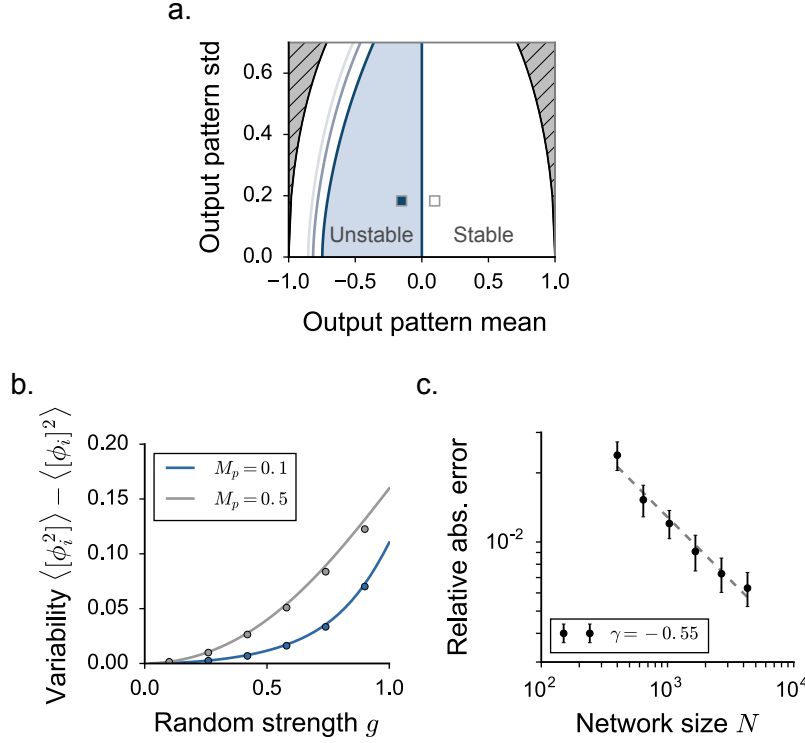 a.
Output pattern std
0.6
0.4
0.2
0.0
Unstable
Stable
−1.0
−0.5
0.0
0.5
1.0
Output pattern mean
b.
Variability ⟨[ϕ_i^2]⟩ − ⟨[ϕ_i]^2⟩
0.20
0.15
0.10
0.05
0.00
M_p = 0.1
M_p = 0.5
0.0
0.5
1.0
Random strength g
c.
Relative abs. error
10^-2
γ = −0.55
10^2
10^3
10^4
Network size N